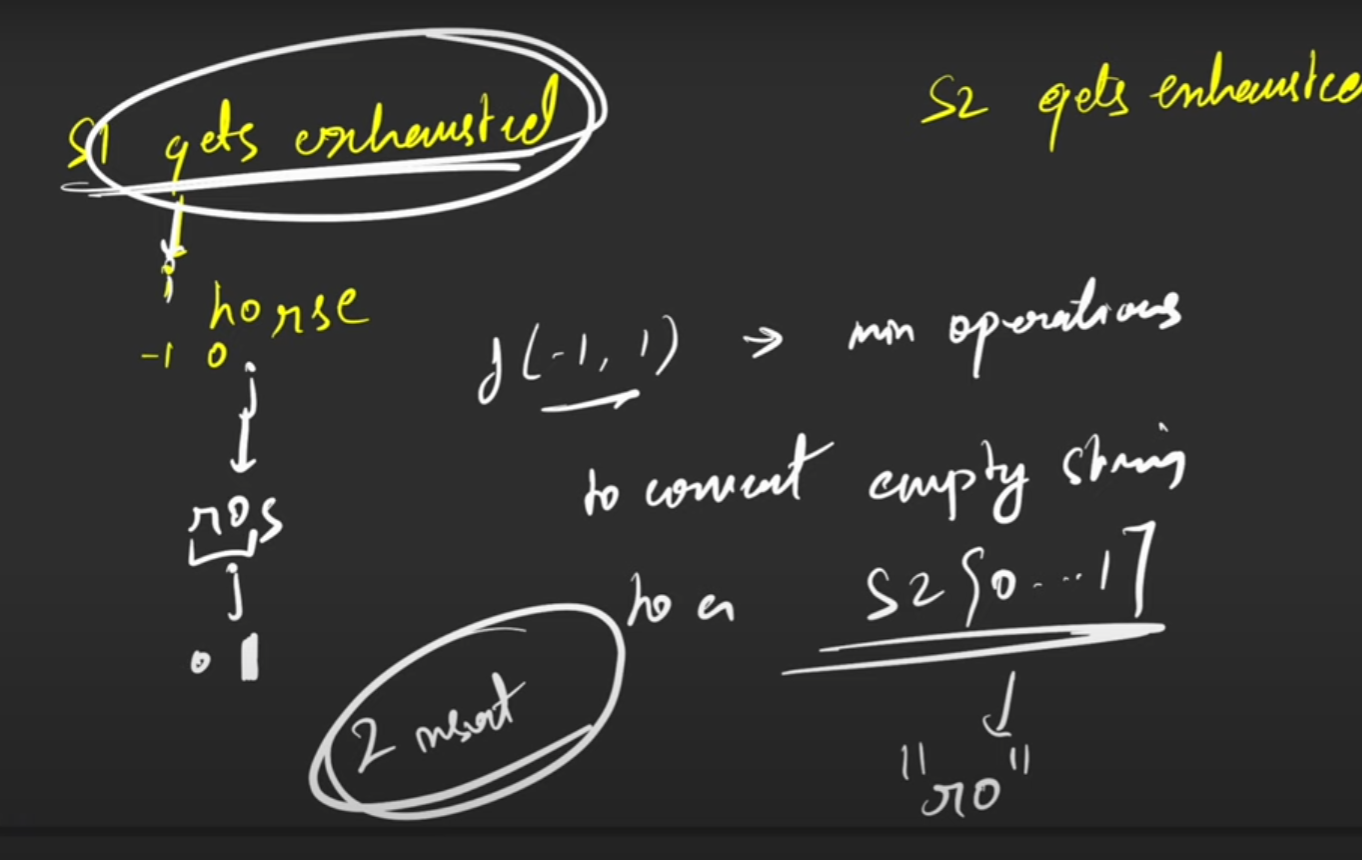 S1 gets exhausted
S2 gets exhausted
i
horse
-1 0
j
f(-1, 1) → min operations
to convert empty string
ros
j
to a S2[0...1]
0 1
2 insert
"ro"